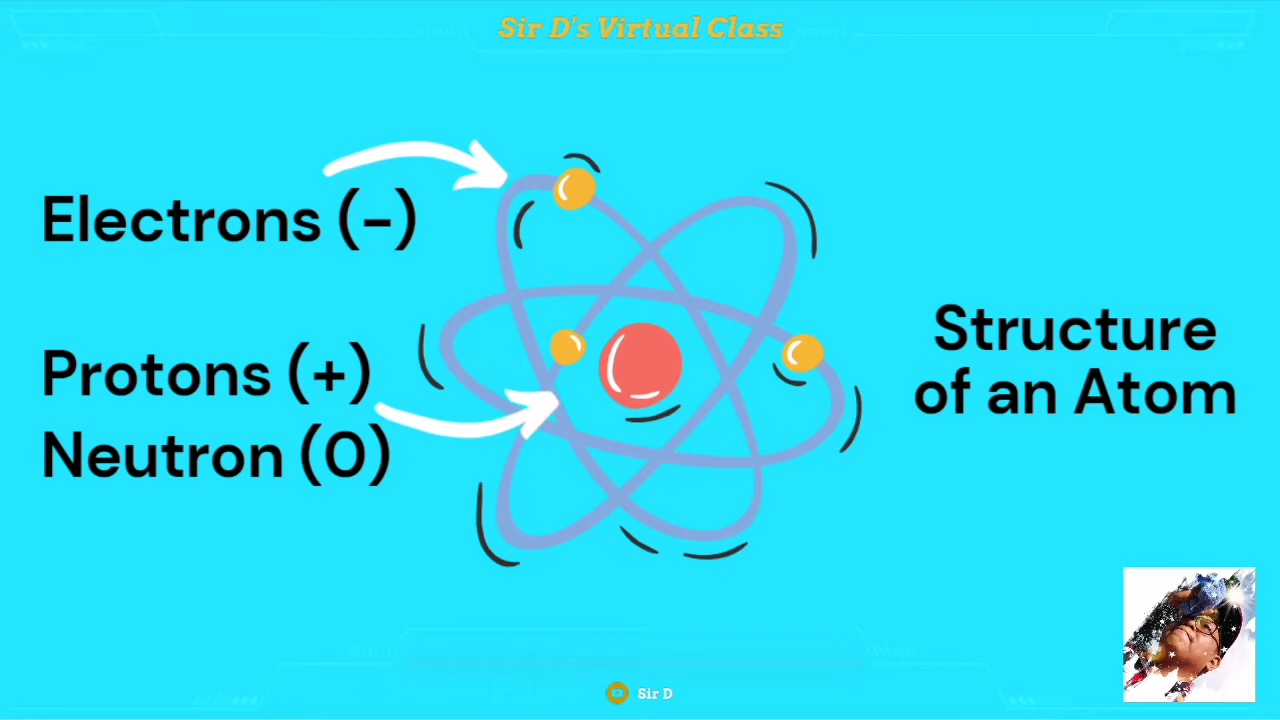 Sir D's Virtual Class
Electrons (-)
Protons (+)
Neutron (0)
Structure
of an Atom
Sir D